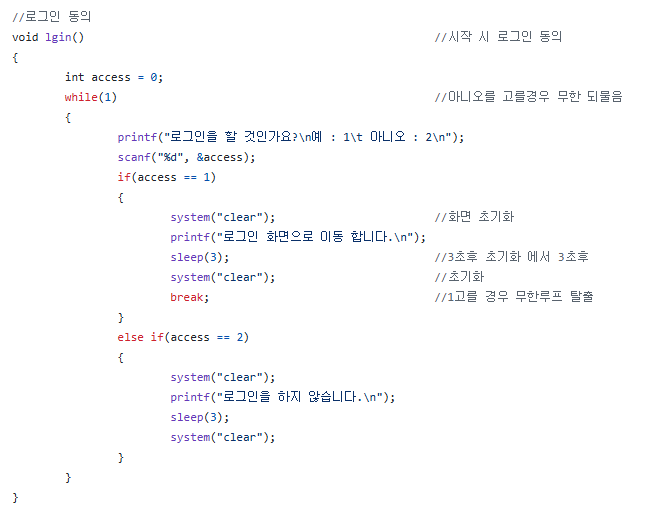 //로그인 동의
void lgin() //시작 시 로그인 동의
{
int access = 0;
while(1) //아니오를 고를경우 무한 되물음
{
printf("로그인을 할 것인가요?\n예 : 1\t 아니오 : 2\n");
scanf("%d", &access);
if(access == 1)
{
system("clear"); //화면 초기화
printf("로그인 화면으로 이동 합니다.\n");
sleep(3); //3초후 초기화 에서 3초후
system("clear"); //초기화
break; //1고를 경우 무한루프 탈출
}
else if(access == 2)
{
system("clear");
printf("로그인을 하지 않습니다.\n");
sleep(3);
system("clear");
}
}
}